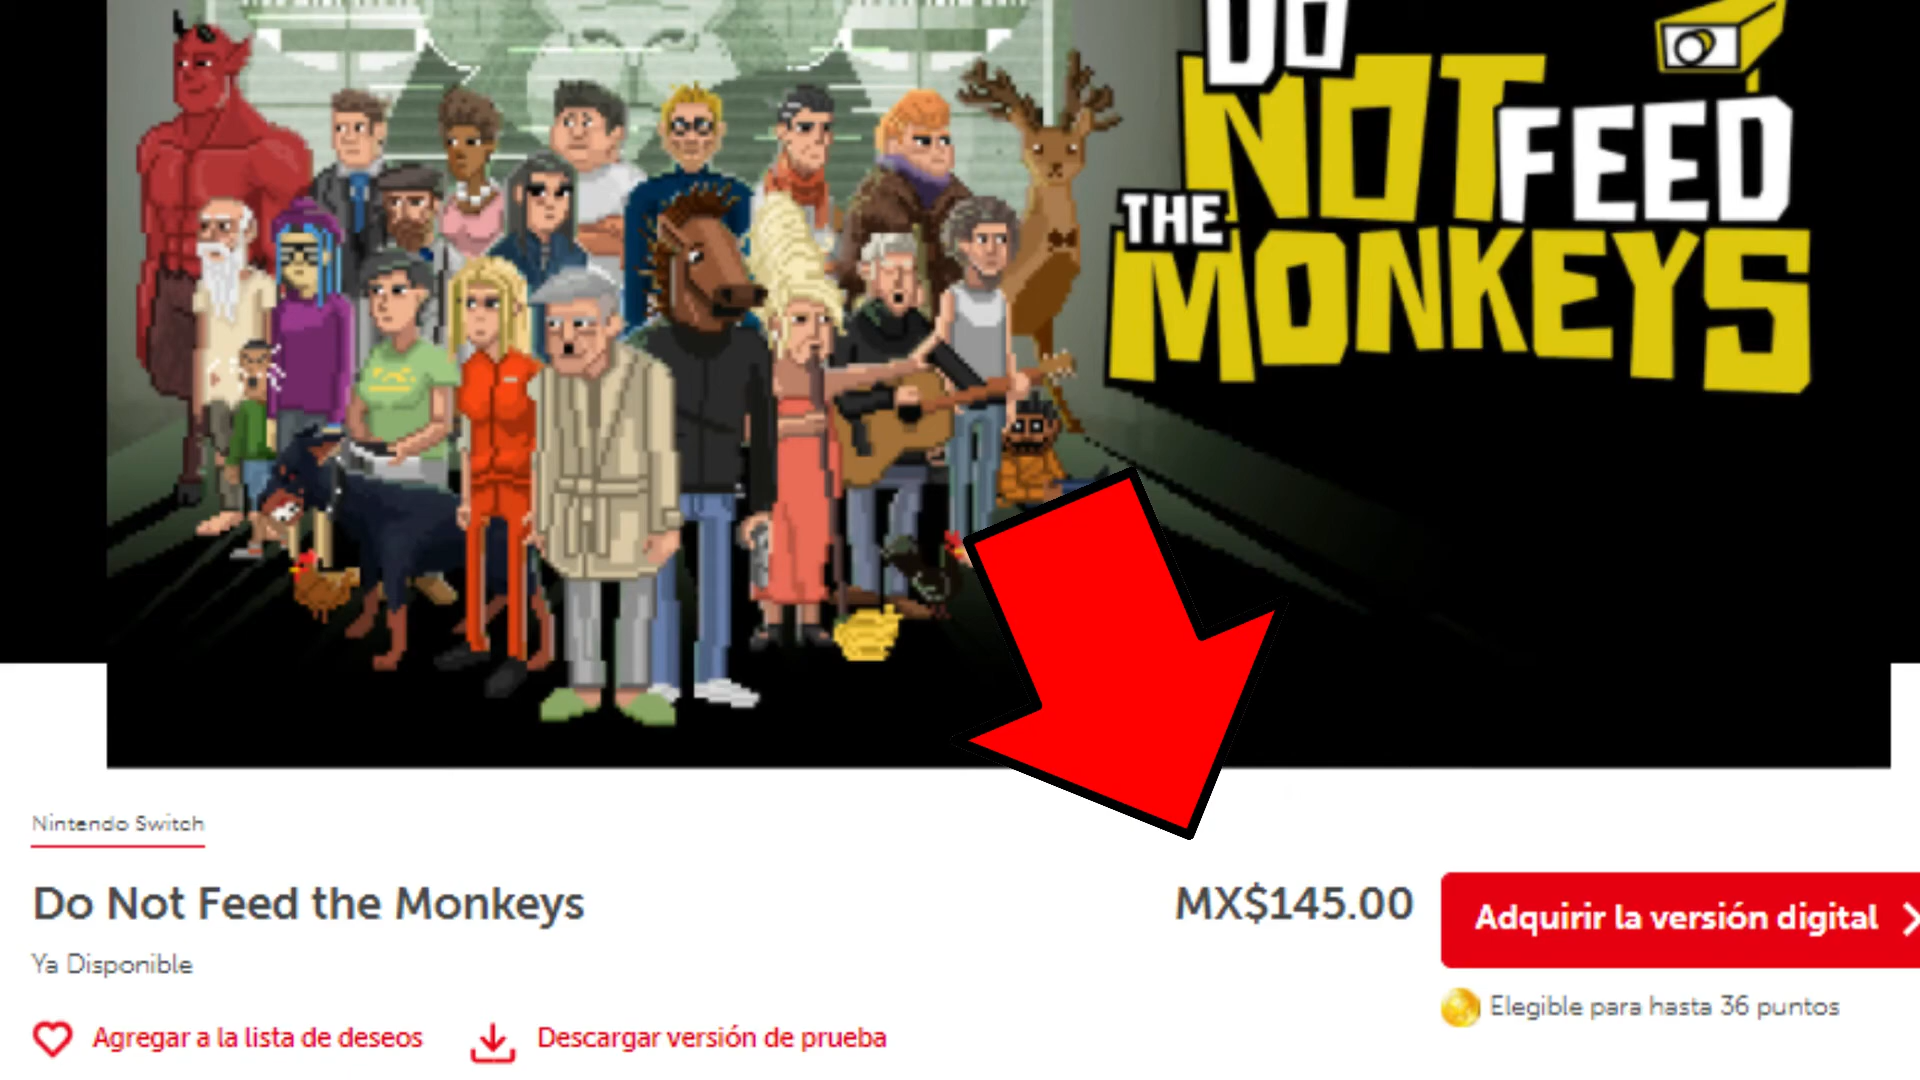 DO
NOT FEED
THE
MONKEYS
Nintendo Switch
Do Not Feed the Monkeys
MX$145.00
Adquirir la versión digital
Ya Disponible
Elegible para hasta 36 puntos
Agregar a la lista de deseos
Descargar versión de prueba